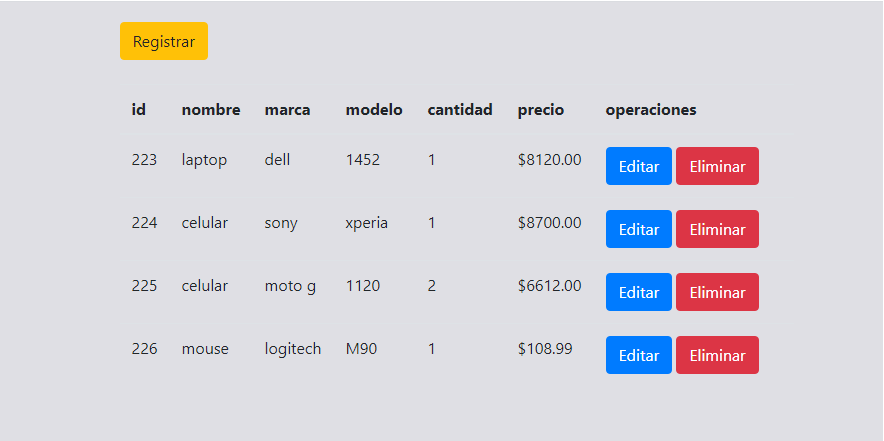 Registrar
id nombre marca modelo cantidad precio operaciones
223 laptop dell 1452 1 $8120.00 Editar Eliminar
224 celular sony xperia 1 $8700.00 Editar Eliminar
225 celular moto g 1120 2 $6612.00 Editar Eliminar
226 mouse logitech M90 1 $108.99 Editar Eliminar